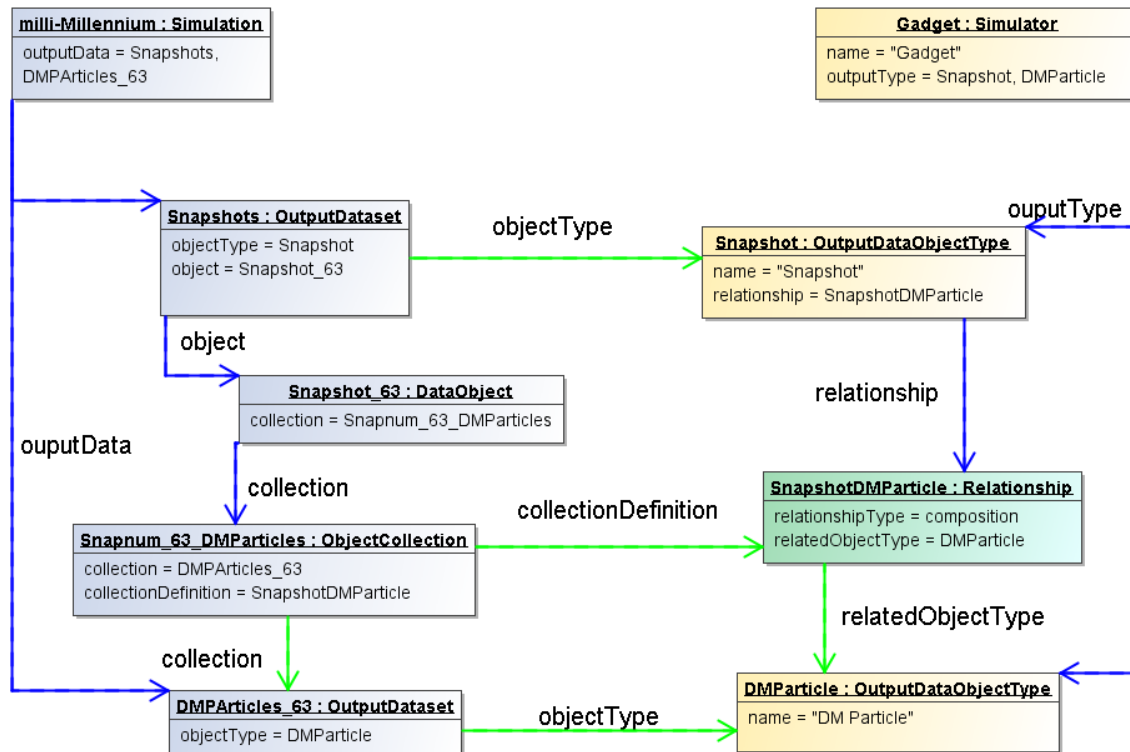 milli-Millennium : Simulation
outputData = Snapshots,
DMPArticles_63
Gadget : Simulator
name = "Gadget"
outputType = Snapshot, DMParticle
Snapshots : OutputDataset
objectType = Snapshot
object = Snapshot_63
objectType
ouputType
Snapshot : OutputDataObjectType
name = "Snapshot"
relationship = SnapshotDMParticle
object
Snapshot_63 : DataObject
collection = Snapnum_63_DMParticles
relationship
ouputData
collection
collectionDefinition
SnapshotDMParticle : Relationship
relationshipType = composition
relatedObjectType = DMParticle
Snapnum_63_DMParticles : ObjectCollection
collection = DMPArticles_63
collectionDefinition = SnapshotDMParticle
relatedObjectType
collection
DMPArticles_63 : OutputDataset
objectType = DMParticle
objectType
DMParticle : OutputDataObjectType
name = "DM Particle"